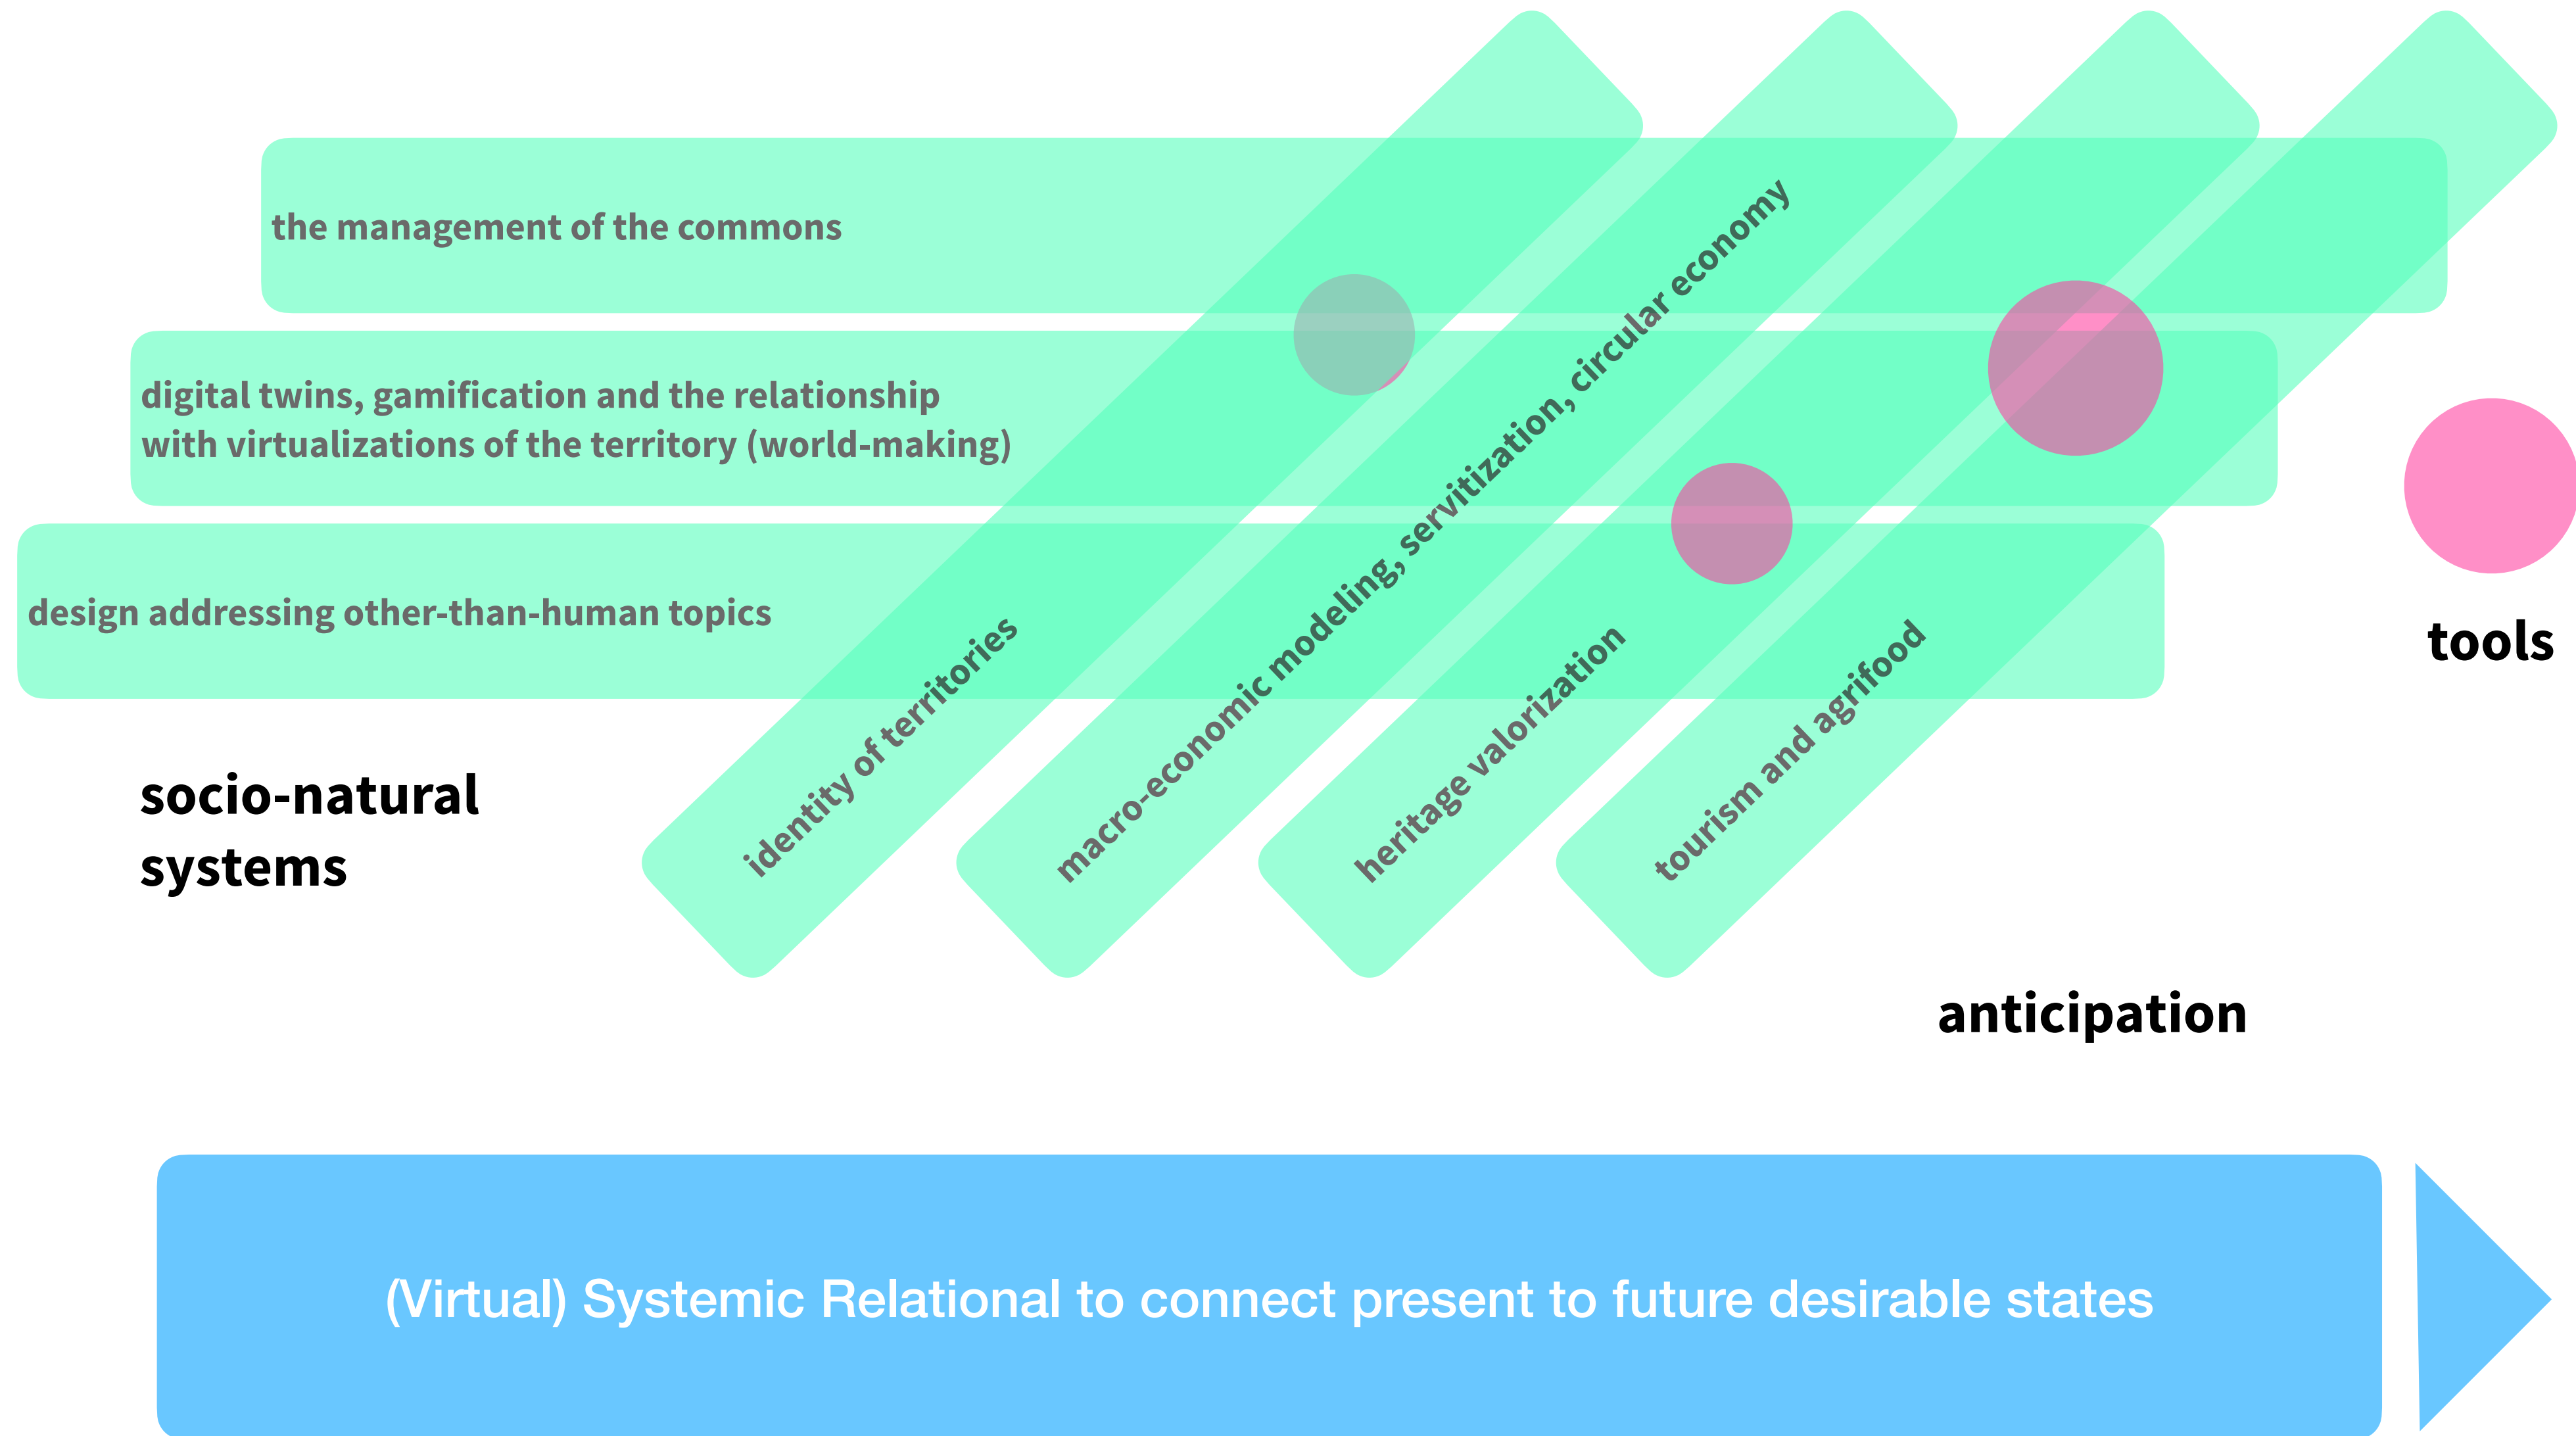 the management of the commons
digital twins, gamification and the relationship
with virtualizations of the territory (world-making)
design addressing other-than-human topics
identity of territories
macro-economic modeling, servitization, circular economy
heritage valorization
tourism and agrifood
tools
socio-natural
systems
anticipation
(Virtual) Systemic Relational to connect present to future desirable states